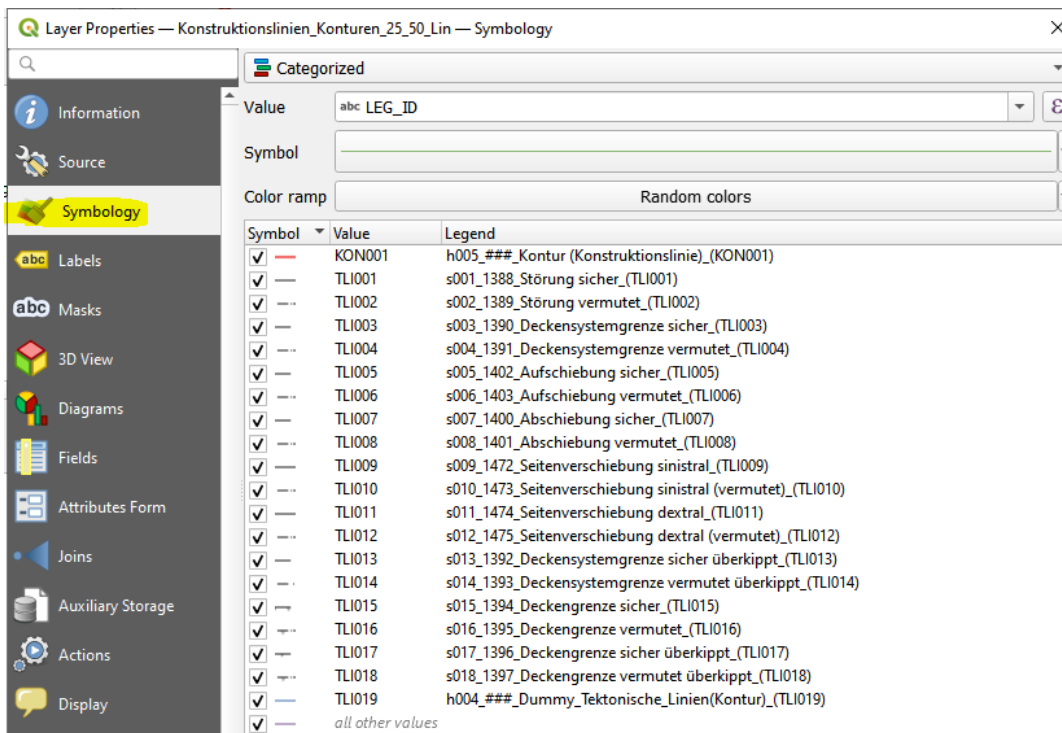 Layer Properties — Konstruktionslinien_Konturen_25_50_Lin — Symbology
Categorized
Information
Value abc LEG_ID ε
Source
Symbol
Symbology
Color ramp Random colors
Symbol Value Legend
KON001 h005_###_Kontur (Konstruktionslinie)_(KON001)
abc Labels
TLI001 s001_1388_Störung sicher_(TLI001)
TLI002 s002_1389_Störung vermutet_(TLI002)
abc Masks
TLI003 s003_1390_Deckensystemgrenze sicher_(TLI003)
TLI004 s004_1391_Deckensystemgrenze vermutet_(TLI004)
3D View
TLI005 s005_1402_Aufschiebung sicher_(TLI005)
TLI006 s006_1403_Aufschiebung vermutet_(TLI006)
Diagrams
TLI007 s007_1400_Abschiebung sicher_(TLI007)
TLI008 s008_1401_Abschiebung vermutet_(TLI008)
Fields
TLI009 s009_1472_Seitenverschiebung sinistral_(TLI009)
TLI010 s010_1473_Seitenverschiebung sinistral (vermutet)_(TLI010)
Attributes Form
TLI011 s011_1474_Seitenverschiebung dextral_(TLI011)
TLI012 s012_1475_Seitenverschiebung dextral (vermutet)_(TLI012)
Joins
TLI013 s013_1392_Deckensystemgrenze sicher überkippt_(TLI013)
TLI014 s014_1393_Deckensystemgrenze vermutet überkippt_(TLI014)
Auxiliary Storage
TLI015 s015_1394_Deckengrenze sicher_(TLI015)
TLI016 s016_1395_Deckengrenze vermutet_(TLI016)
Actions
TLI017 s017_1396_Deckengrenze sicher überkippt_(TLI017)
TLI018 s018_1397_Deckengrenze vermutet überkippt_(TLI018)
Display
TLI019 h004_###_Dummy_Tektonische_Linien(Kontur)_(TLI019)
all other values